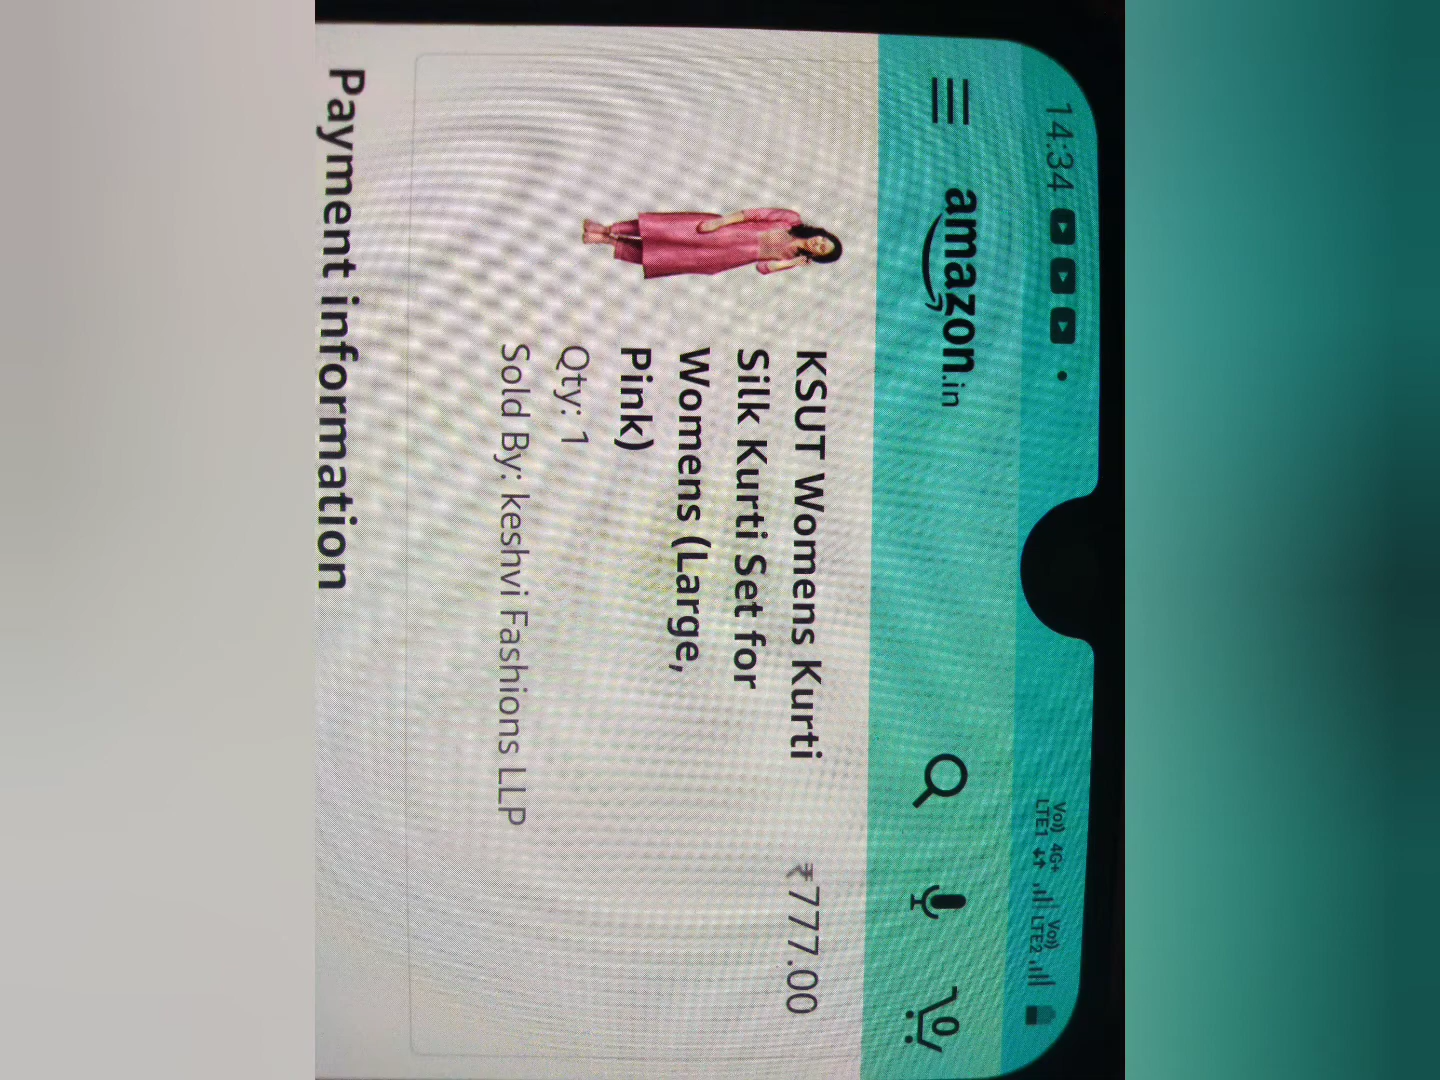 14:34
Vo)) 4G+ Vo))
LTE1 LTE2
amazon.in
0
KSUT Womens Kurti
Silk Kurti Set for
Womens (Large,
Pink)
₹777.00
Qty: 1
Sold By: keshvi Fashions LLP
Payment information